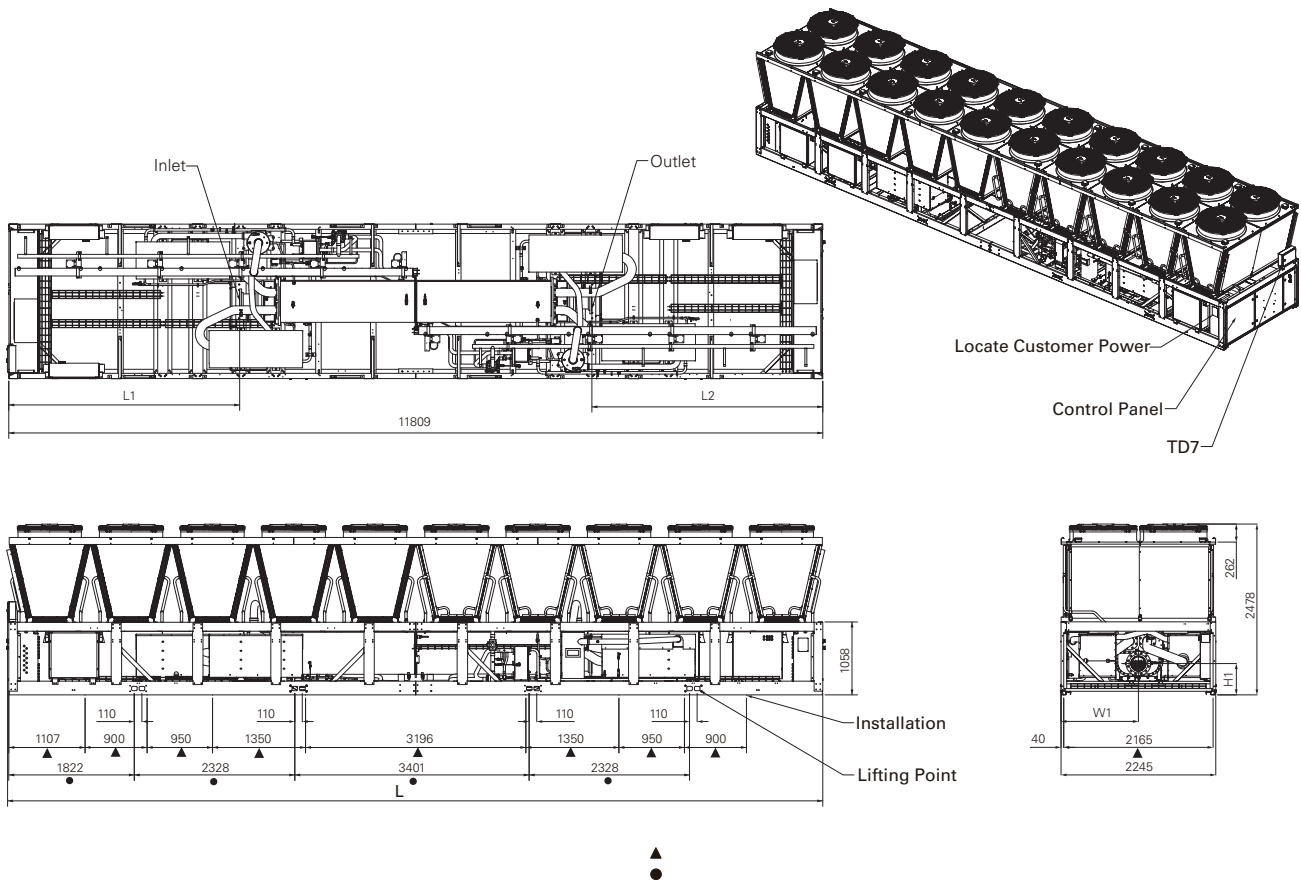 Inlet
Outlet
L1
L2
11809
Locate Customer Power
Control Panel
TD7
262
2478
1058
H1
W1
110
110
110
110
Installation
1107
900
950
1350
3196
1350
950
900
40
2165
▲ ▲ ▲ ▲ ▲ ▲ ▲ ▲
1822
2328
3401
2328
Lifting Point
2245
● ● ● ●
L
▲
●